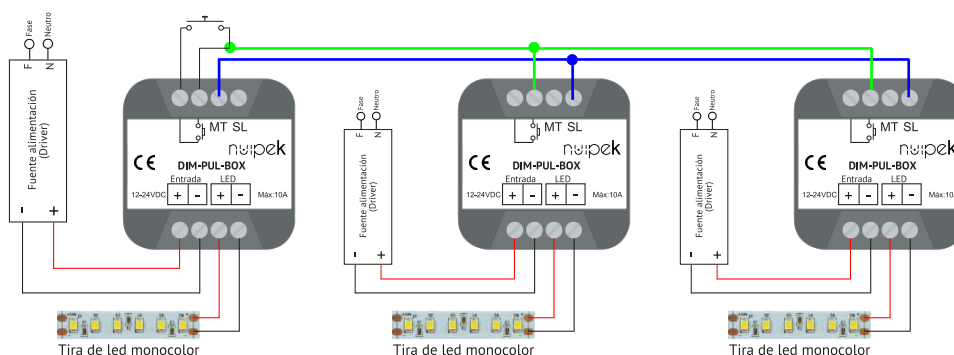 Fase
Neutro
F
N
Fuente alimentación
(Driver)
-
+
MT SL
nuipek
CE
DIM-PUL-BOX
Entrada
LED
12-24VDC
+
-
+
-
Máx:10A
Tira de led monocolor
Fase
Neutro
F
N
Fuente alimentación
(Driver)
-
+
MT SL
nuipek
CE
DIM-PUL-BOX
Entrada
LED
12-24VDC
+
-
+
-
Máx:10A
Tira de led monocolor
Fase
Neutro
F
N
Fuente alimentación
(Driver)
-
+
MT SL
nuipek
CE
DIM-PUL-BOX
Entrada
LED
12-24VDC
+
-
+
-
Máx:10A
Tira de led monocolor